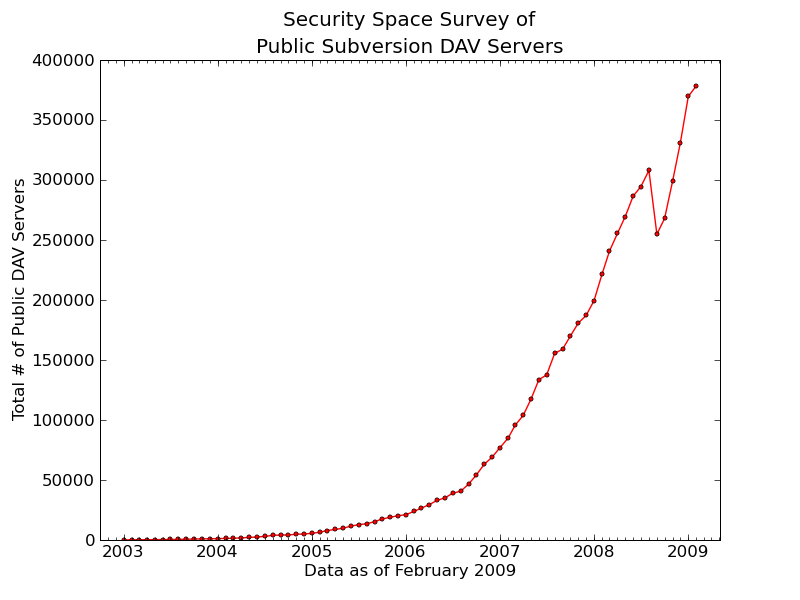 Security Space Survey of
Public Subversion DAV Servers
400000
350000
300000
250000
200000
150000
100000
50000
0
Total # of Public DAV Servers
2003 2004 2005 2006 2007 2008 2009
Data as of February 2009